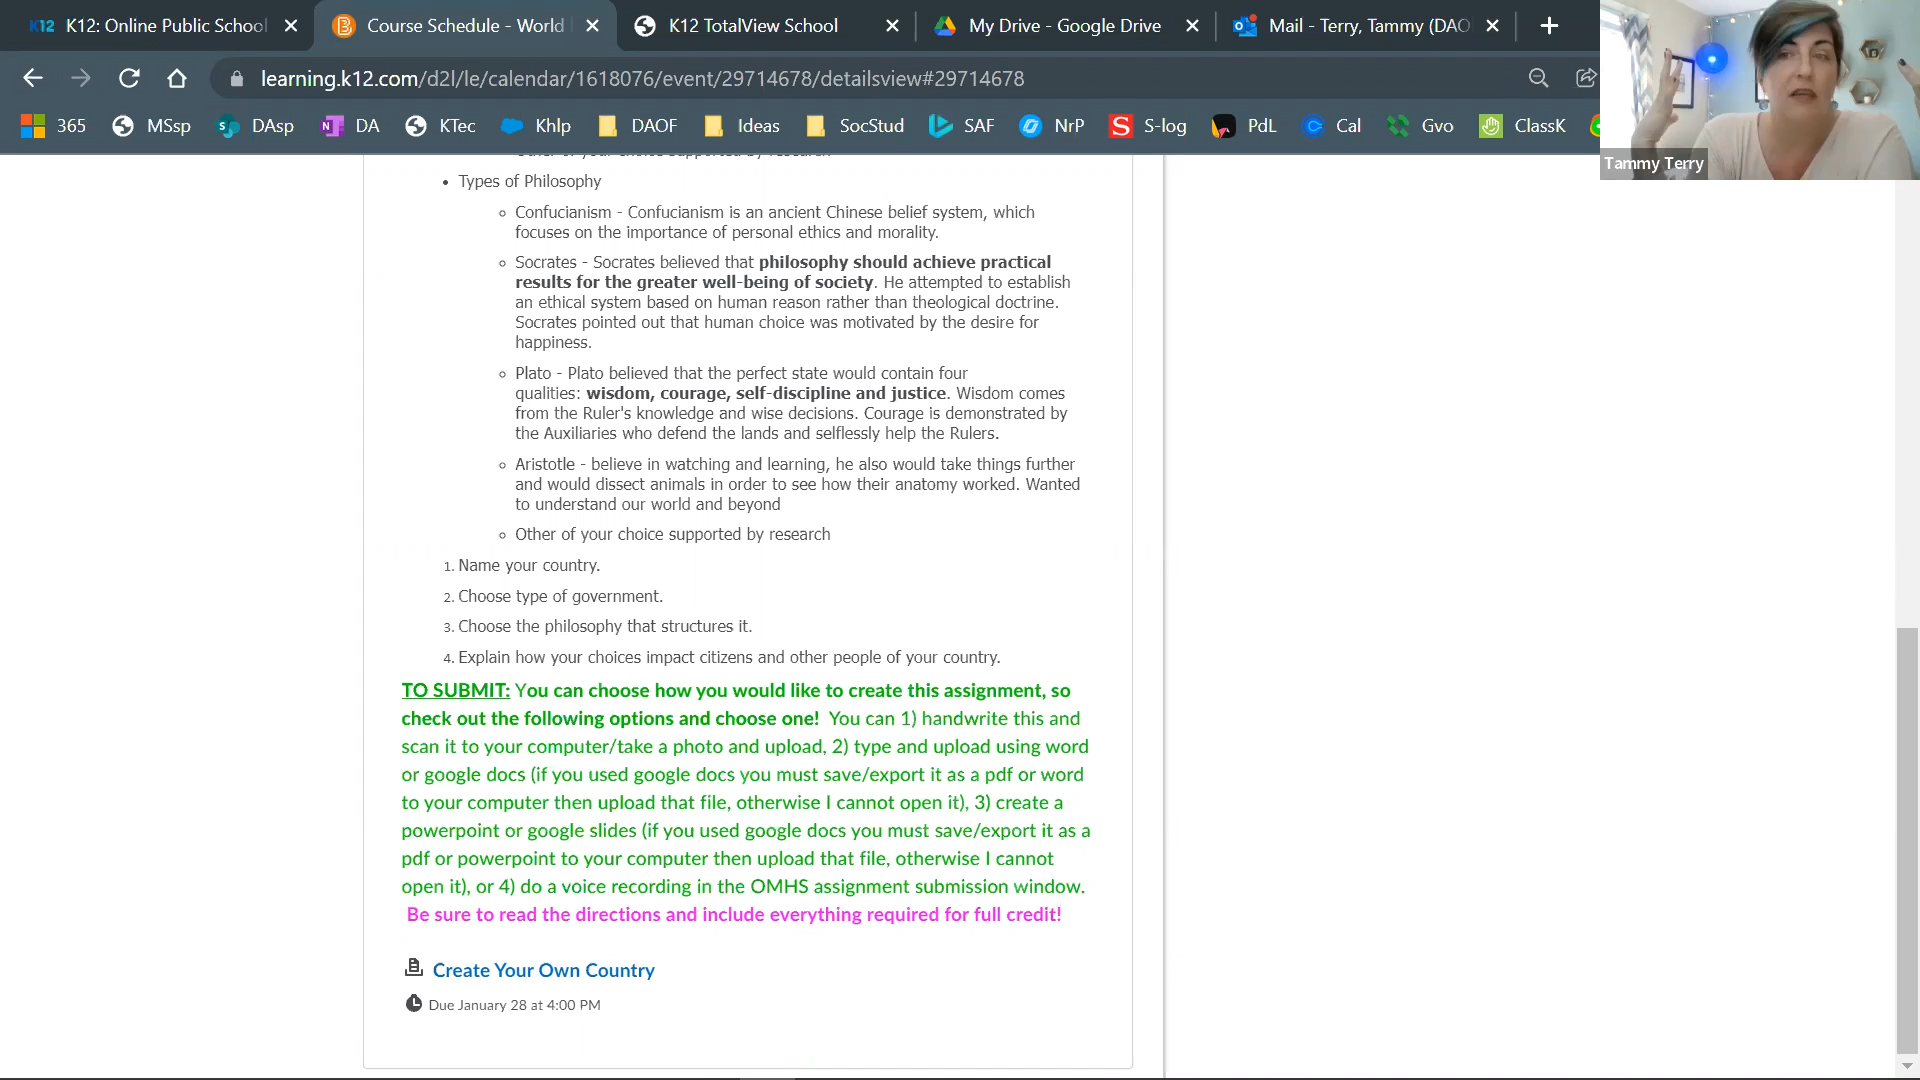 K12 K12: Online Public School
Course Schedule - World
K12 TotalView School
My Drive - Google Drive
Mail - Terry, Tammy (DAO
learning.k12.com/d2l/le/calendar/1618076/event/29714678/detailsview#29714678
365 MSsp DAsp DA KTec Khlp DAOF Ideas SocStud SAF NrP S-log PdL Cal Gvo ClassK
Tammy Terry
Other of your choice supported by research
• Types of Philosophy
Confucianism - Confucianism is an ancient Chinese belief system, which
focuses on the importance of personal ethics and morality.
Socrates - Socrates believed that philosophy should achieve practical
results for the greater well-being of society. He attempted to establish
an ethical system based on human reason rather than theological doctrine.
Socrates pointed out that human choice was motivated by the desire for
happiness.
Plato - Plato believed that the perfect state would contain four
qualities: wisdom, courage, self-discipline and justice. Wisdom comes
from the Ruler's knowledge and wise decisions. Courage is demonstrated by
the Auxiliaries who defend the lands and selflessly help the Rulers.
Aristotle - believe in watching and learning, he also would take things further
and would dissect animals in order to see how their anatomy worked. Wanted
to understand our world and beyond
Other of your choice supported by research
1. Name your country.
2. Choose type of government.
3. Choose the philosophy that structures it.
4. Explain how your choices impact citizens and other people of your country.
TO SUBMIT: You can choose how you would like to create this assignment, so
check out the following options and choose one! You can 1) handwrite this and
scan it to your computer/take a photo and upload, 2) type and upload using word
or google docs (if you used google docs you must save/export it as a pdf or word
to your computer then upload that file, otherwise I cannot open it), 3) create a
powerpoint or google slides (if you used google docs you must save/export it as a
pdf or powerpoint to your computer then upload that file, otherwise I cannot
open it), or 4) do a voice recording in the OMHS assignment submission window.
Be sure to read the directions and include everything required for full credit!
Create Your Own Country
Due January 28 at 4:00 PM